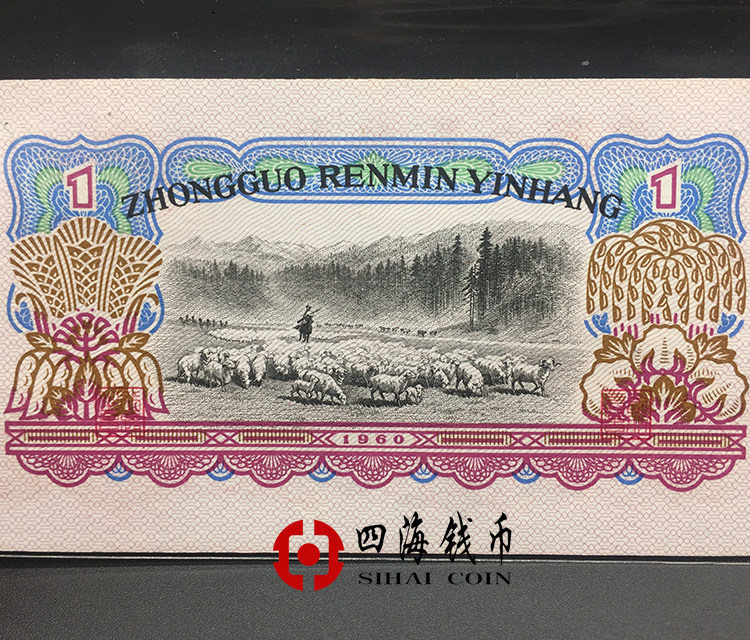 1 1
ZHONGGUO RENMIN YINHANG
1960
四海钱币
SIHAI COIN